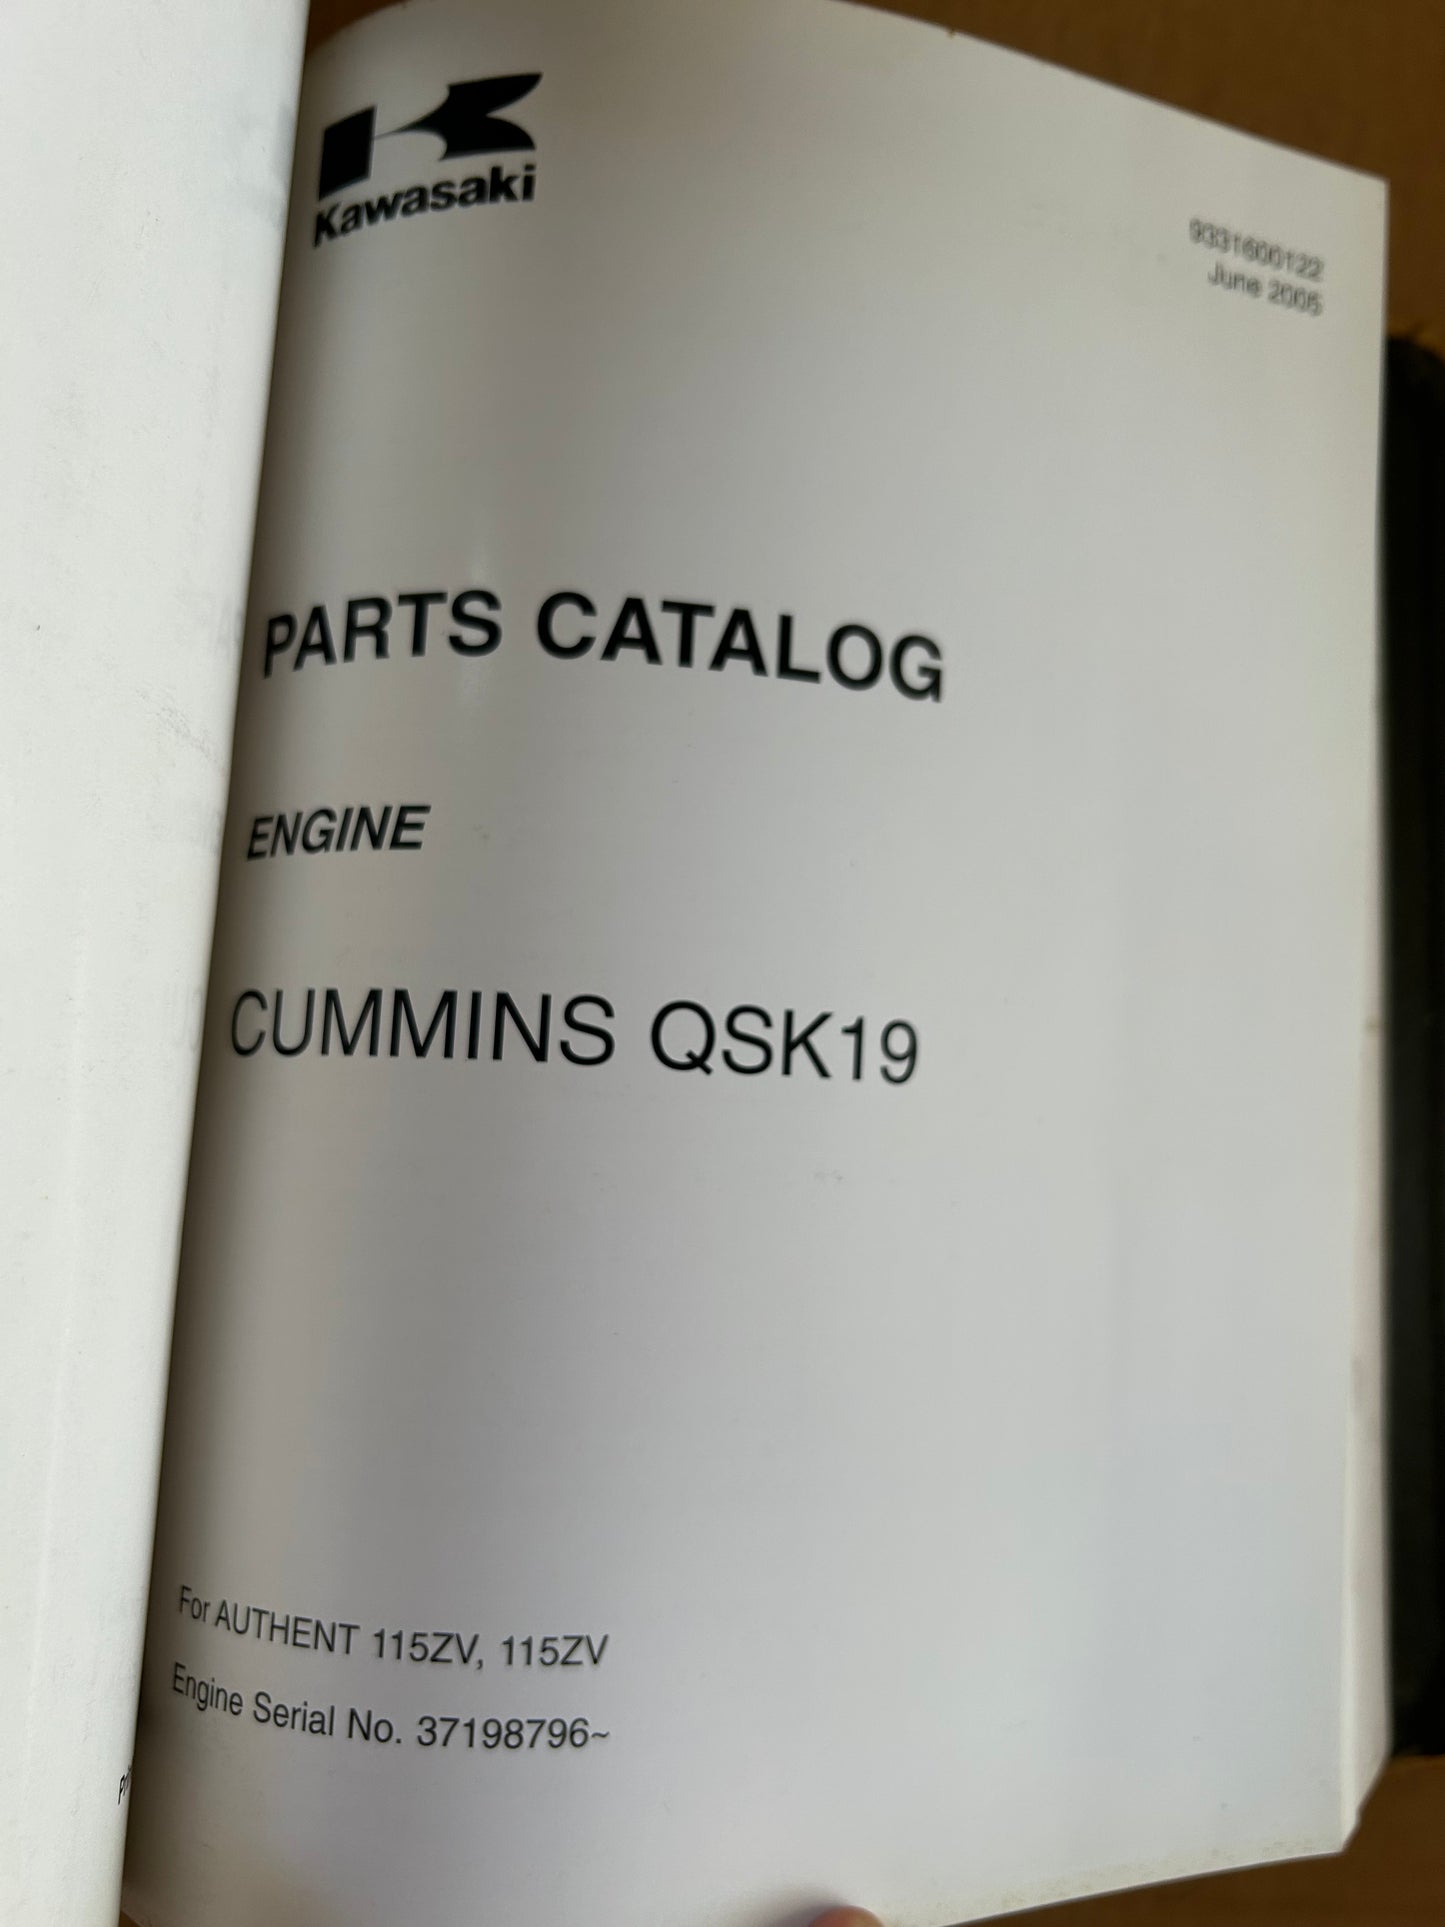 Kawasaki
9331600122
June 2005
PARTS CATALOG
ENGINE
CUMMINS QSK19
For AUTHENT 115ZV, 115ZV
Engine Serial No. 37198796~